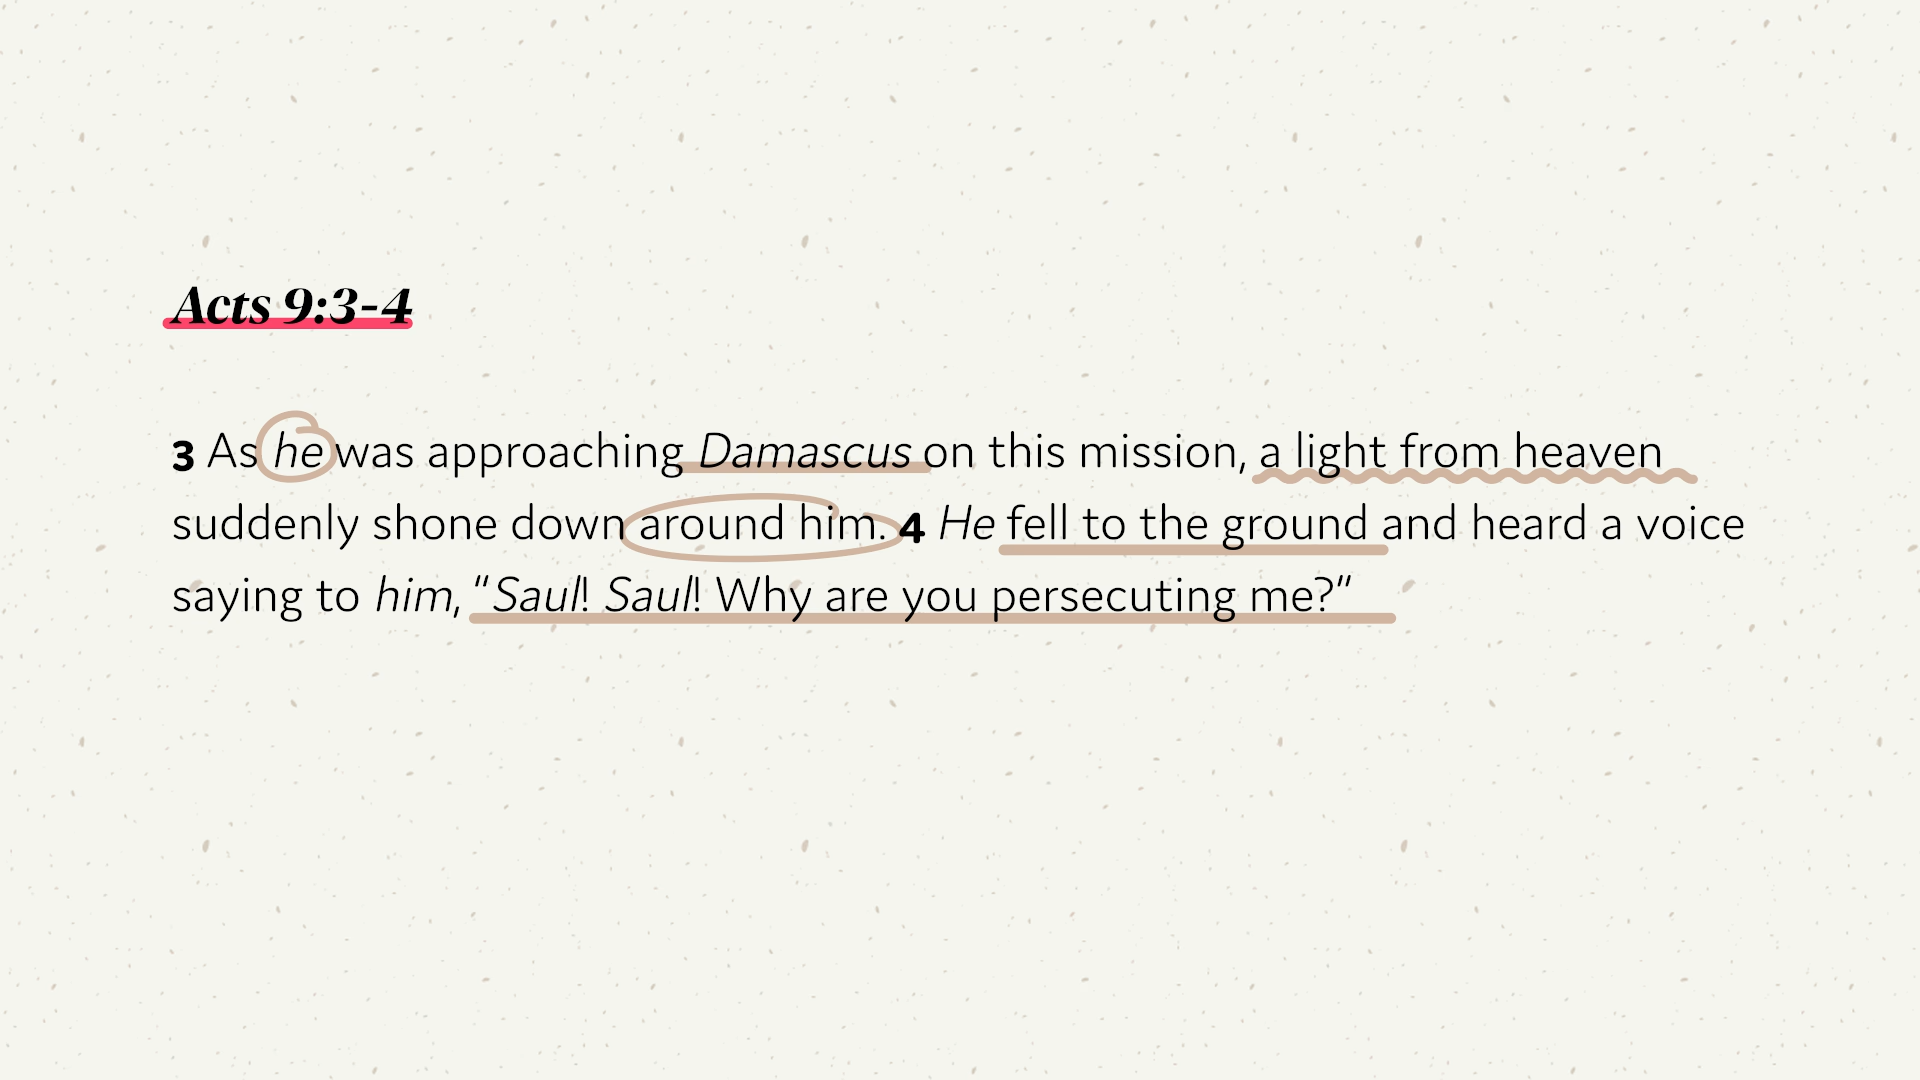 Acts 9:3-4
3 As he was approaching Damascus on this mission, a light from heaven
suddenly shone down around him. 4 He fell to the ground and heard a voice
saying to him, “Saul! Saul! Why are you persecuting me?”